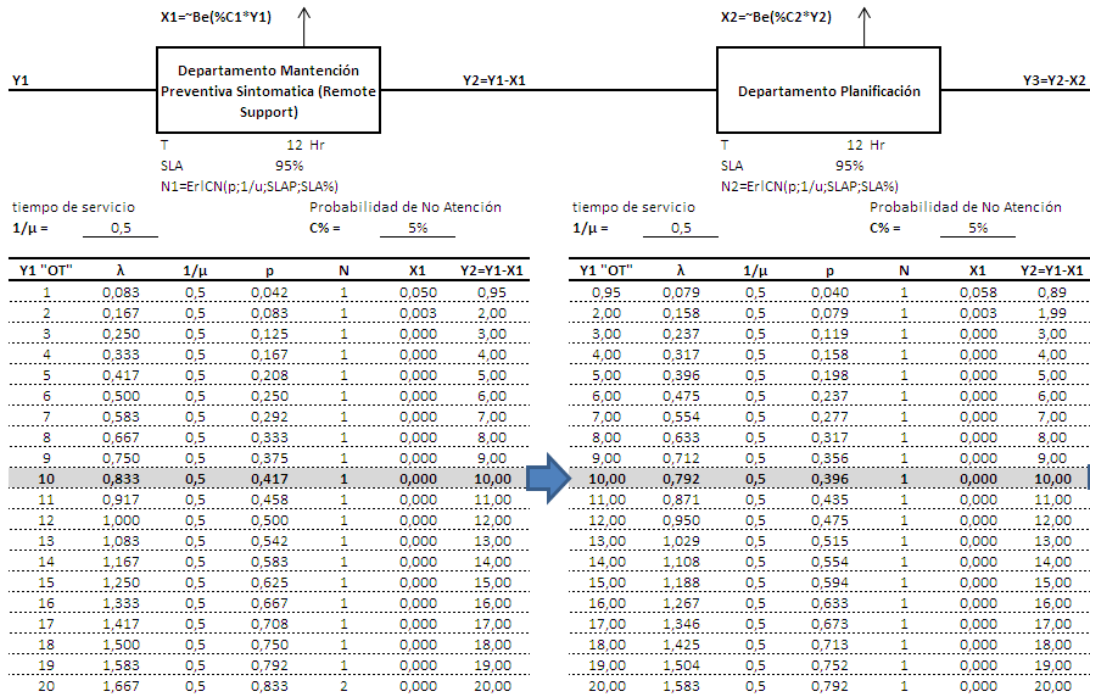 X1=~Be(%C1*Y1) X2=~Be(%C2*Y2)
Y1 Departamento Mantención Preventiva Sintomatica (Remote Support) Y2=Y1-X1 Departamento Planificación Y3=Y2-X2
T 12 Hr T 12 Hr
SLA 95% SLA 95%
N1=ErlCN(p;1/u;SLAP;SLA%) N2=ErlCN(p;1/u;SLAP;SLA%)
tiempo de servicio Probabilidad de No Atención tiempo de servicio Probabilidad de No Atención
1/μ = 0,5 C% = 5% 1/μ = 0,5 C% = 5%
Y1 "OT" λ 1/μ p N X1 Y2=Y1-X1 Y1 "OT" λ 1/μ p N X1 Y2=Y1-X1
1 0,083 0,5 0,042 1 0,050 0,95 0,95 0,079 0,5 0,040 1 0,058 0,89
2 0,167 0,5 0,083 1 0,003 2,00 2,00 0,158 0,5 0,079 1 0,003 1,99
3 0,250 0,5 0,125 1 0,000 3,00 3,00 0,237 0,5 0,119 1 0,000 3,00
4 0,333 0,5 0,167 1 0,000 4,00 4,00 0,317 0,5 0,158 1 0,000 4,00
5 0,417 0,5 0,208 1 0,000 5,00 5,00 0,396 0,5 0,198 1 0,000 5,00
6 0,500 0,5 0,250 1 0,000 6,00 6,00 0,475 0,5 0,237 1 0,000 6,00
7 0,583 0,5 0,292 1 0,000 7,00 7,00 0,554 0,5 0,277 1 0,000 7,00
8 0,667 0,5 0,333 1 0,000 8,00 8,00 0,633 0,5 0,317 1 0,000 8,00
9 0,750 0,5 0,375 1 0,000 9,00 9,00 0,712 0,5 0,356 1 0,000 9,00
10 0,833 0,5 0,417 1 0,000 10,00 10,00 0,792 0,5 0,396 1 0,000 10,00
11 0,917 0,5 0,458 1 0,000 11,00 11,00 0,871 0,5 0,435 1 0,000 11,00
12 1,000 0,5 0,500 1 0,000 12,00 12,00 0,950 0,5 0,475 1 0,000 12,00
13 1,083 0,5 0,542 1 0,000 13,00 13,00 1,029 0,5 0,515 1 0,000 13,00
14 1,167 0,5 0,583 1 0,000 14,00 14,00 1,108 0,5 0,554 1 0,000 14,00
15 1,250 0,5 0,625 1 0,000 15,00 15,00 1,188 0,5 0,594 1 0,000 15,00
16 1,333 0,5 0,667 1 0,000 16,00 16,00 1,267 0,5 0,633 1 0,000 16,00
17 1,417 0,5 0,708 1 0,000 17,00 17,00 1,346 0,5 0,673 1 0,000 17,00
18 1,500 0,5 0,750 1 0,000 18,00 18,00 1,425 0,5 0,713 1 0,000 18,00
19 1,583 0,5 0,792 1 0,000 19,00 19,00 1,504 0,5 0,752 1 0,000 19,00
20 1,667 0,5 0,833 2 0,000 20,00 20,00 1,583 0,5 0,792 1 0,000 20,00